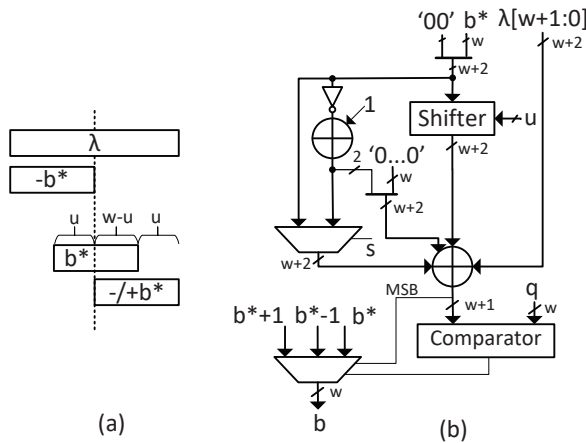 λ
-b*
u w-u u
b*
-/+b*
(a)
'00' b* λ[w+1:0]
w
w+2
w+2
1
Shifter
u
w+2
2
'0...0'
w
w+2
s
w+2
MSB
w+1
q
w
b*+1 b*-1 b*
Comparator
w
b
(b)